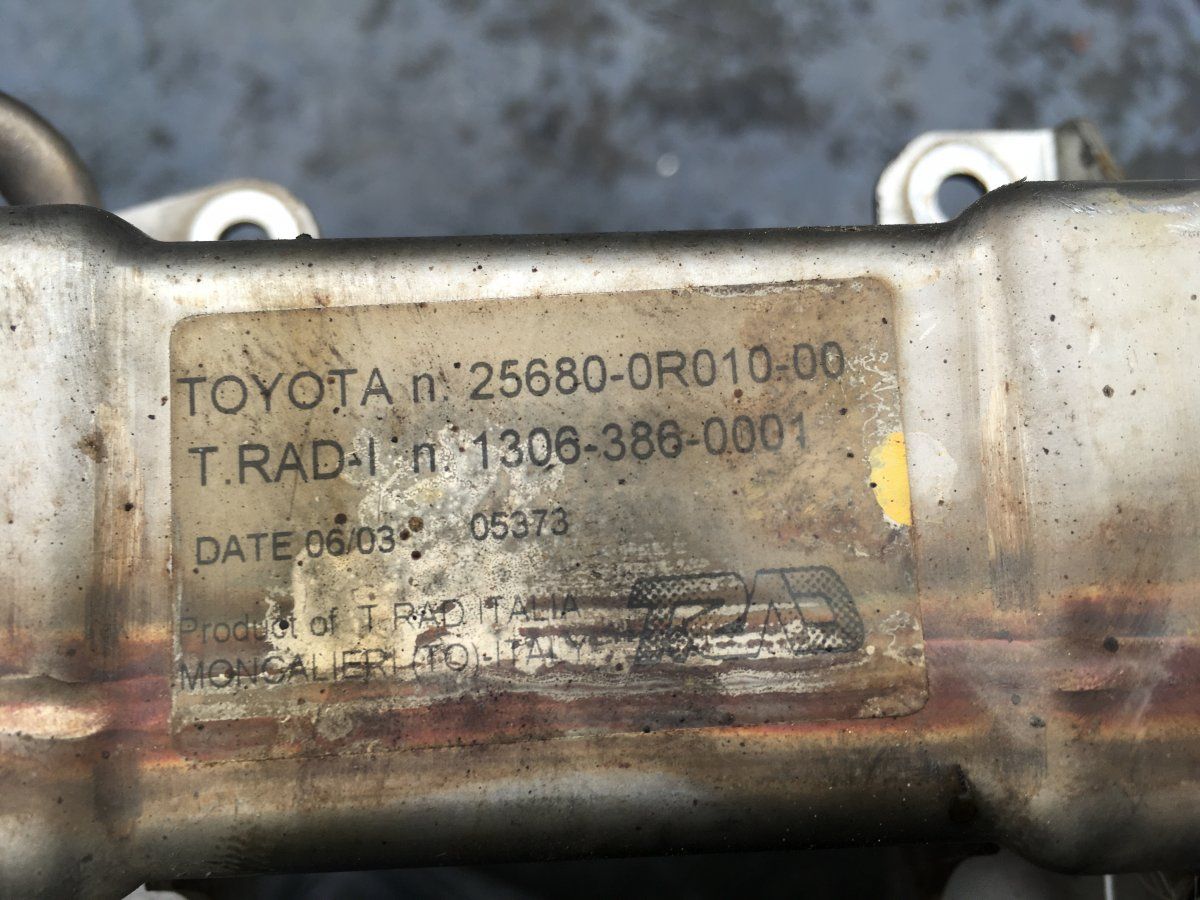 TOYOTA n. 25680-0R010-00
T.RAD-I n. 1306-386-0001
DATE 06/03 05373
Product of T.RAD ITALIA
MONCALIERI (TO)-ITALY
TRAD